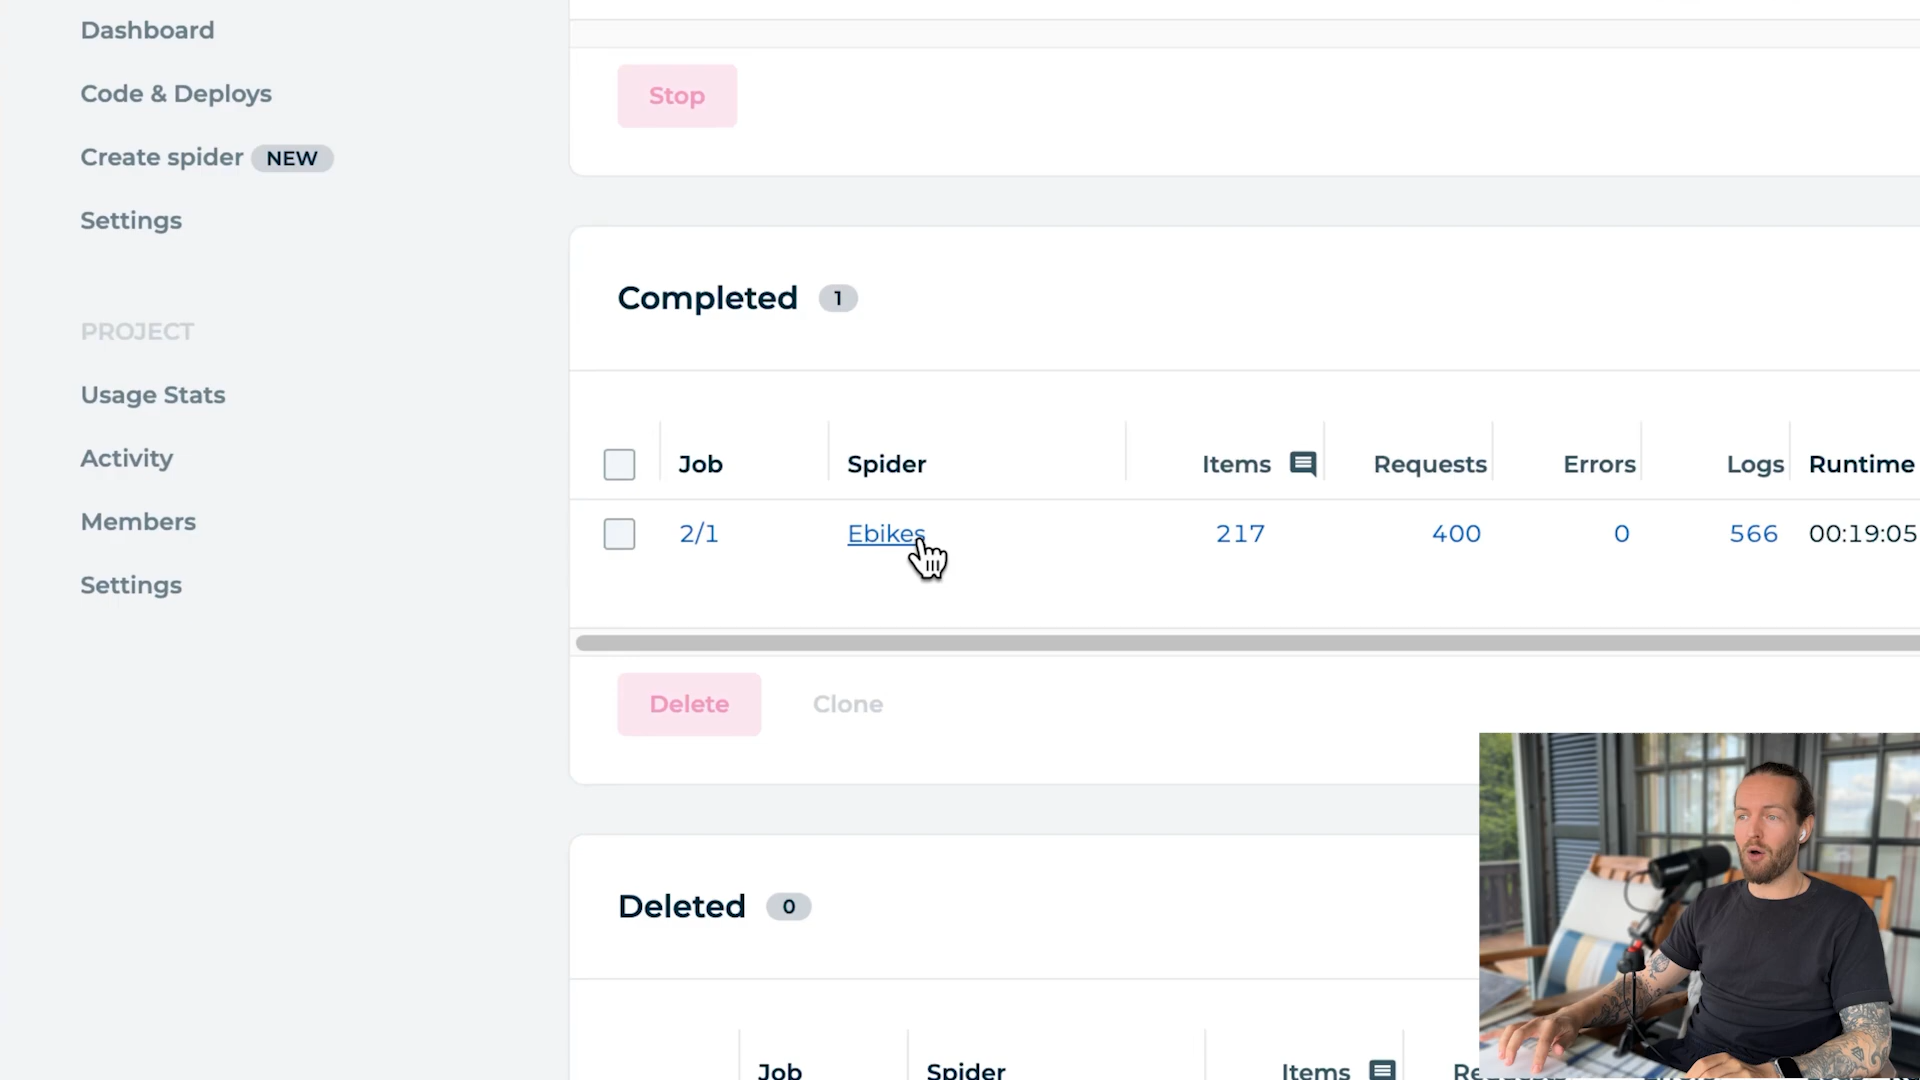 Dashboard
Code & Deploys
Create spider NEW
Settings
PROJECT
Usage Stats
Activity
Members
Settings
Stop
Completed 1
Job Spider Items Requests Errors Logs Runtime
2/1 Ebikes 217 400 0 566 00:19:05
Delete Clone
Deleted 0
Job Spider Items